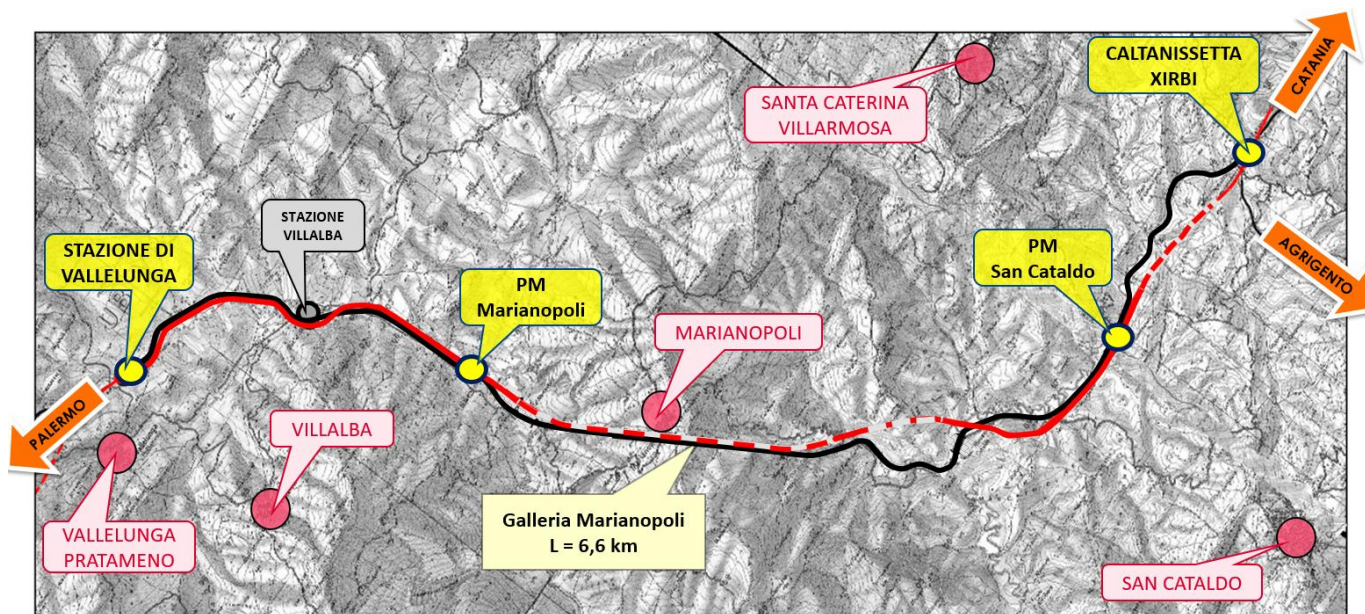 CATANIA
CALTANISSETTA
XIRBI
SANTA CATERINA
VILLARMOSA
STAZIONE
VILLALBA
STAZIONE DI
VALLELUNGA
PM
Marianopoli
PM
San Cataldo
AGRIGENTO
MARIANOPOLI
PALERMO
VILLALBA
Galleria Marianopoli
L = 6,6 km
VALLELUNGA
PRATAMENO
SAN CATALDO